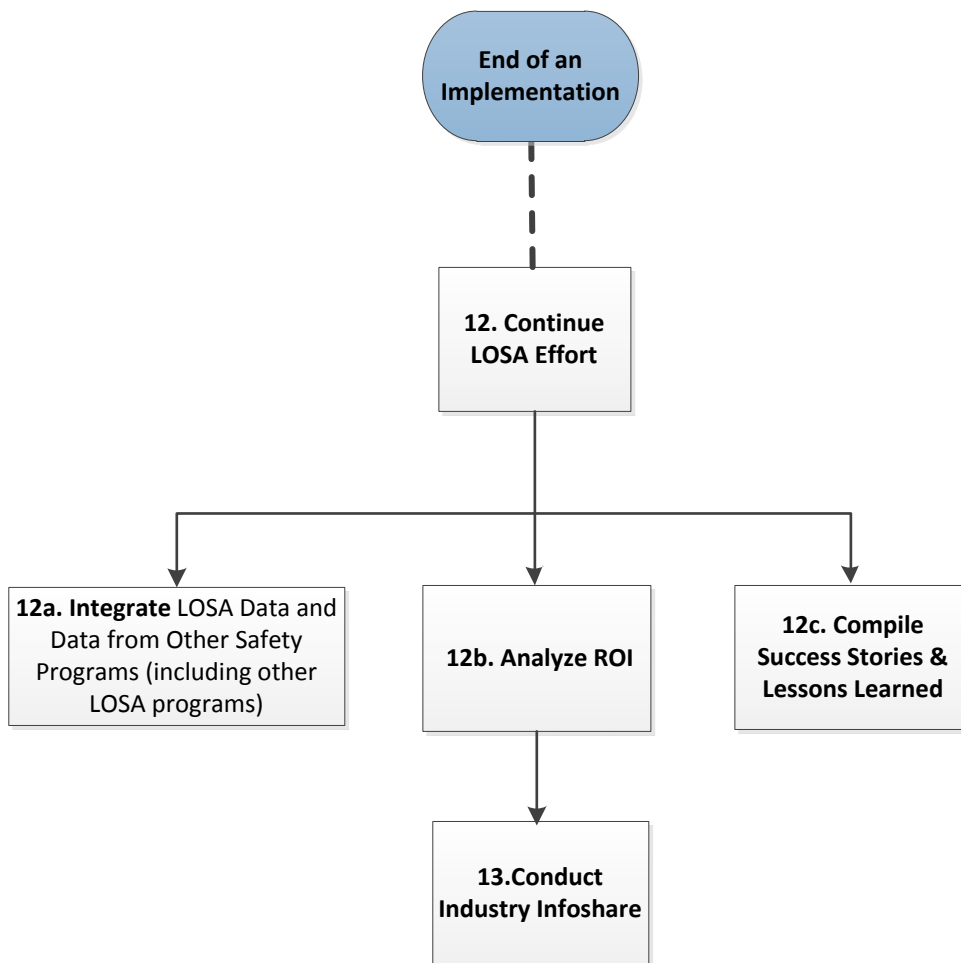 End of an
Implementation
12. Continue
LOSA Effort
12a. Integrate LOSA Data and
Data from Other Safety
Programs (including other
LOSA programs)
12b. Analyze ROI
12c. Compile
Success Stories &
Lessons Learned
13.Conduct
Industry Infoshare